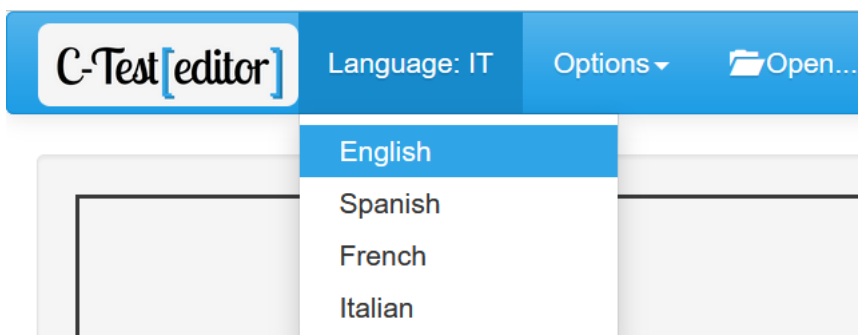 C-Test[editor] Language: IT Options Open...
English
Spanish
French
Italian